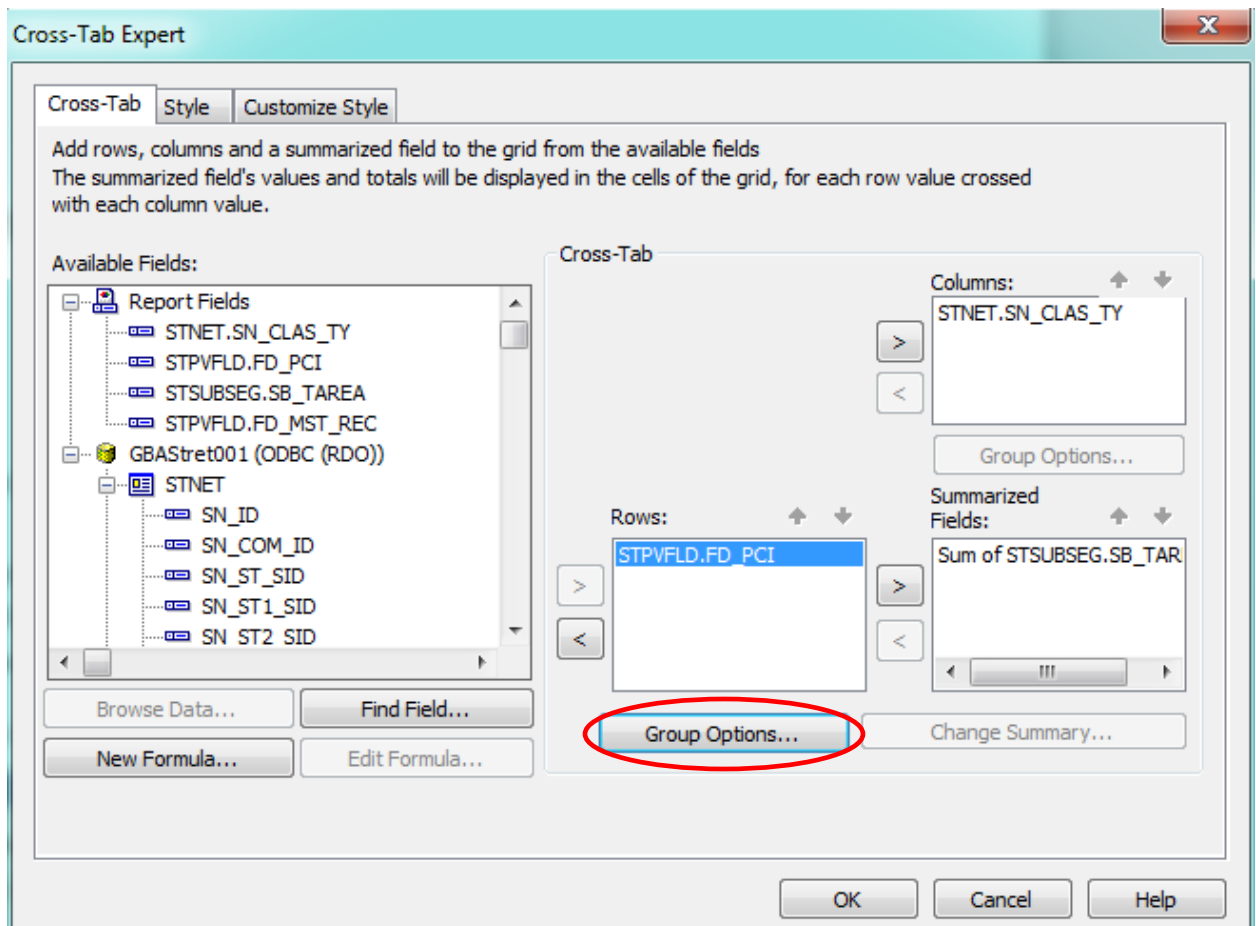 Cross-Tab Expert
x
Cross-Tab
Style
Customize Style
Add rows, columns and a summarized field to the grid from the available fields
The summarized field's values and totals will be displayed in the cells of the grid, for each row value crossed
with each column value.
Available Fields:
Report Fields
STNET.SN_CLAS_TY
STPVFLD.FD_PCI
STSUBSEG.SB_TAREA
STPVFLD.FD_MST_REC
GBAStret001 (ODBC (RDO))
STNET
SN_ID
SN_COM_ID
SN_ST_SID
SN_ST1_SID
SN_ST2_SID
Browse Data...
Find Field...
New Formula...
Edit Formula...
Cross-Tab
Columns:
STNET.SN_CLAS_TY
>
<
Group Options...
Rows:
STPVFLD.FD_PCI
>
<
Group Options...
Summarized
Fields:
Sum of STSUBSEG.SB_TAR
>
<
Change Summary...
OK
Cancel
Help